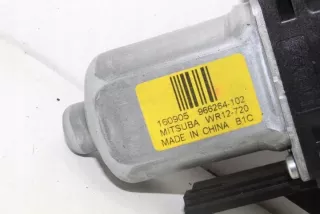 160905 966264-102
MITSUBA WR12-720
MADE IN CHINA B1C